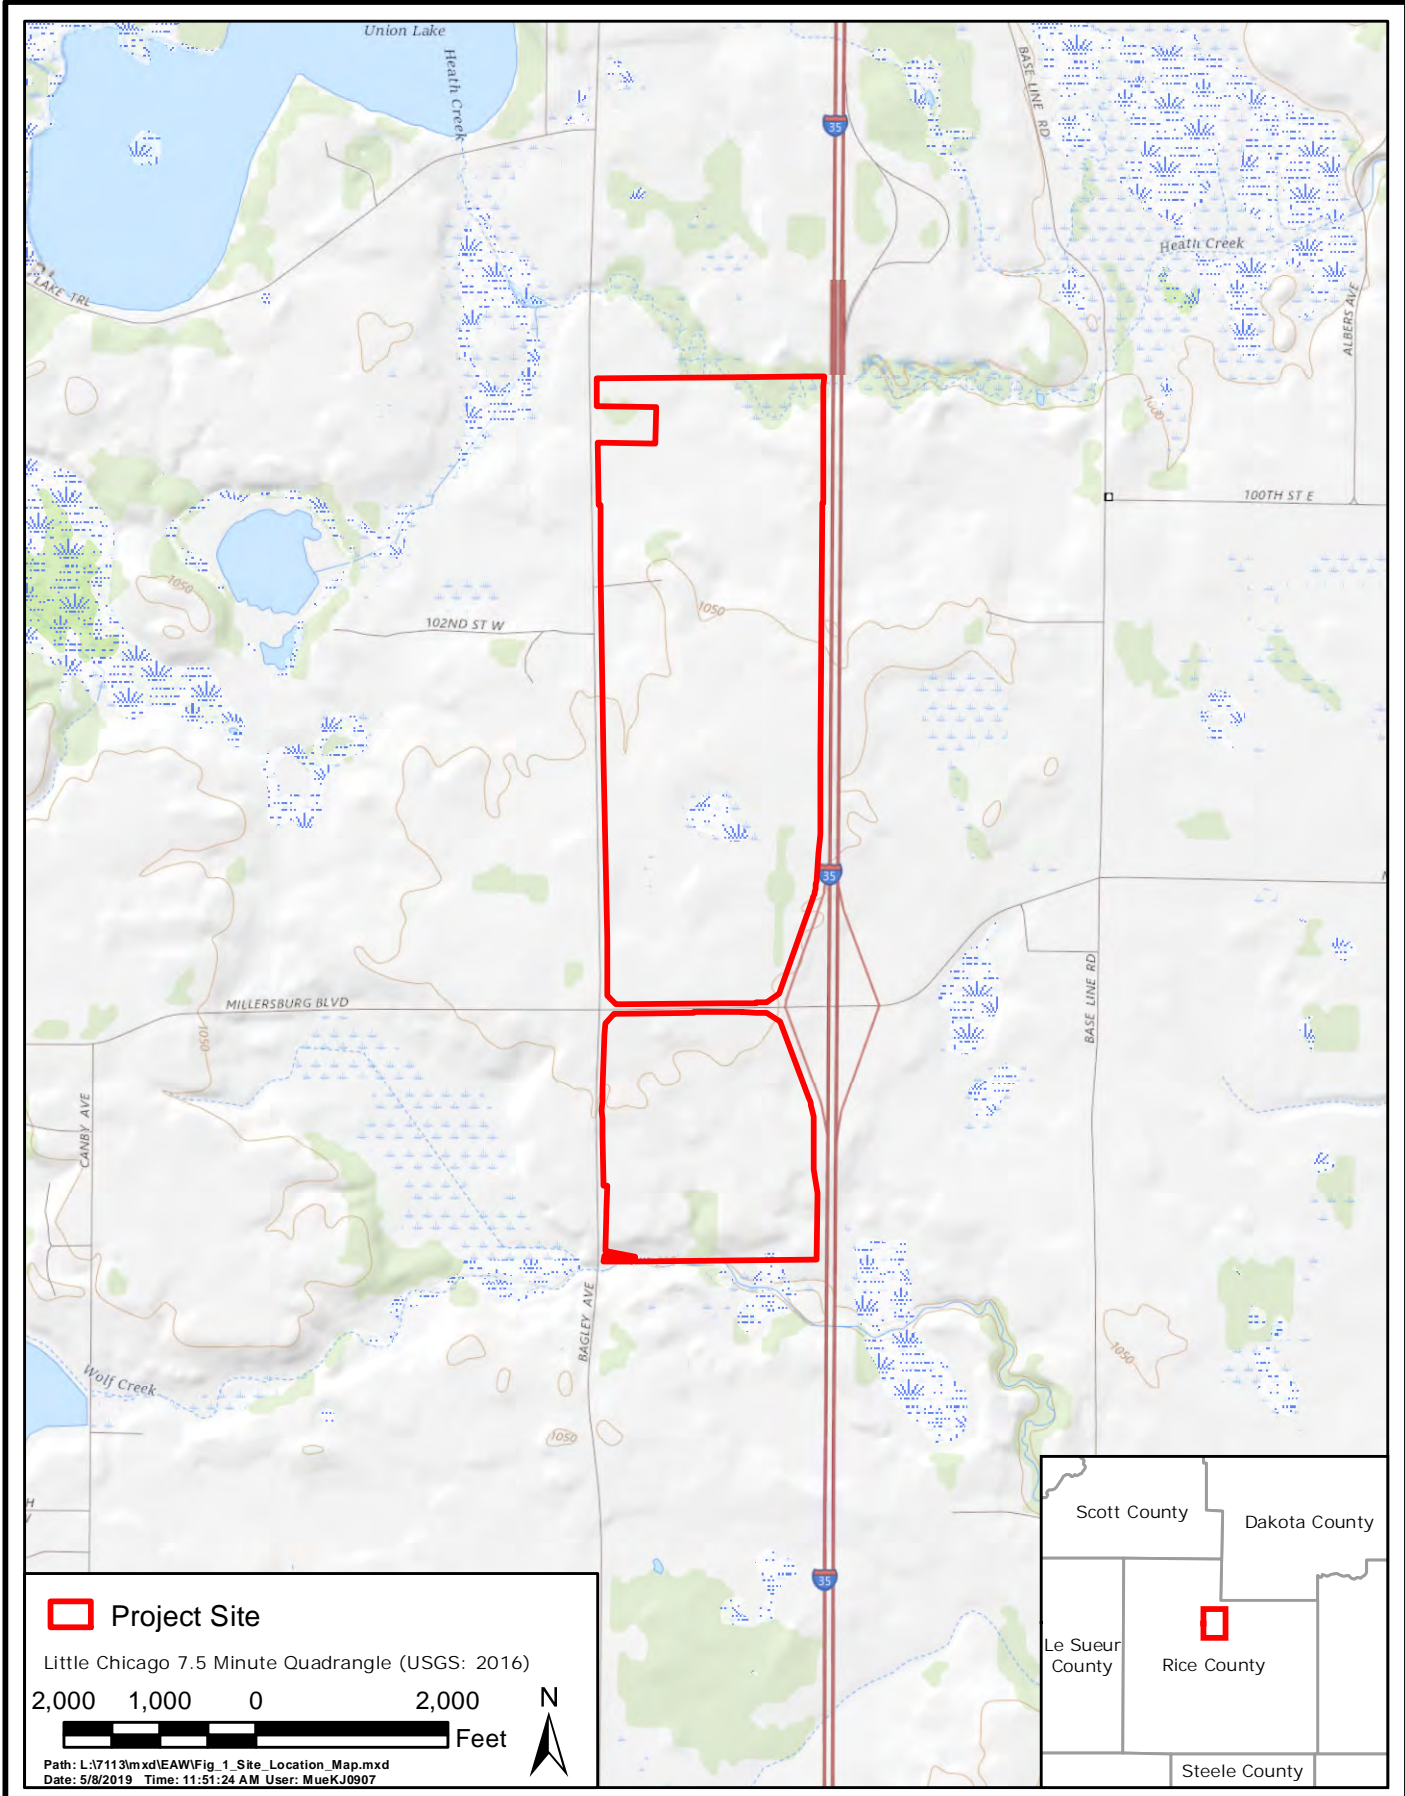 Union Lake
Heath Creek
BASE LINE RD
35
Heath Creek
ALBERS AVE
LAKE TRL
1000
100TH ST E
1050
102ND ST W
1050
35
MILLERSBURG BLVD
1050
BASE LINE RD
CANBY AVE
BAGLEY AVE
Wolf Creek
1050
1050
35
Scott County
Dakota County
Le Sueur
County
Rice County
Steele County
Project Site
Little Chicago 7.5 Minute Quadrangle (USGS: 2016)
2,000 1,000 0 2,000
Feet
N
Path: L:\7113\mxd\EAW\Fig_1_Site_Location_Map.mxd
Date: 5/8/2019 Time: 11:51:24 AM User: MueKJ0907